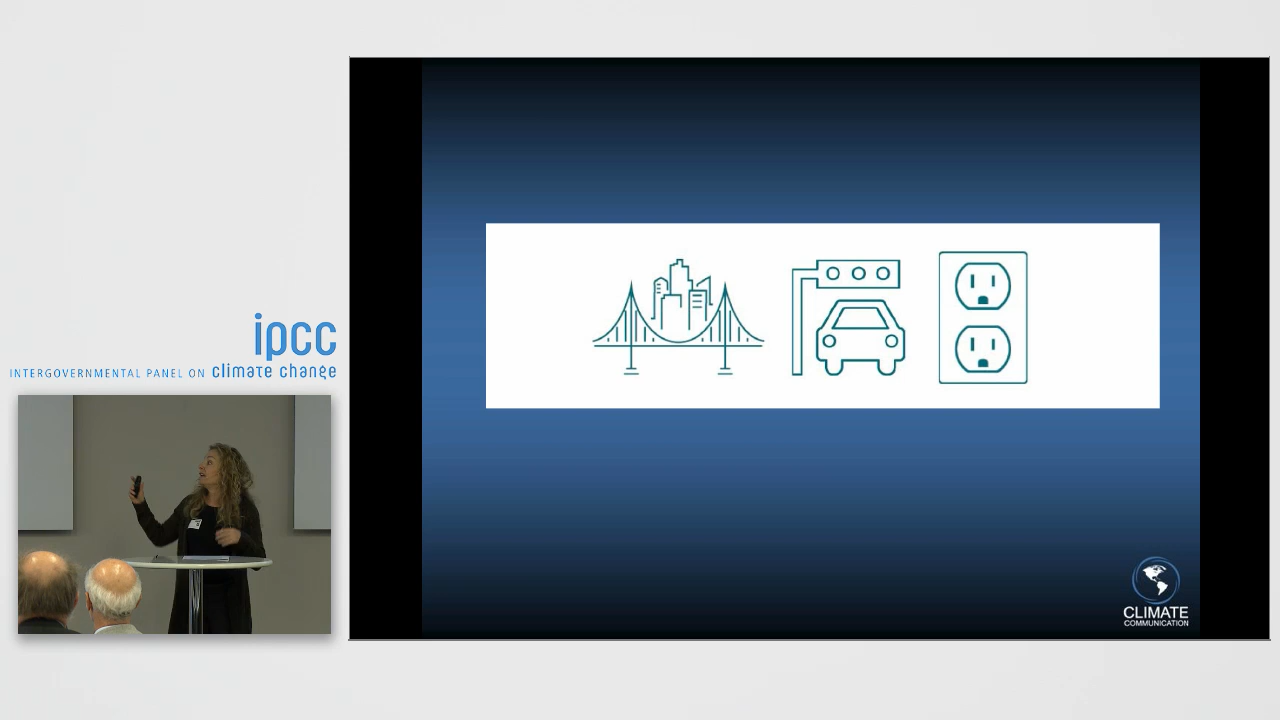 ipcc
INTERGOVERNMENTAL PANEL ON climate change
CLIMATE
COMMUNICATION